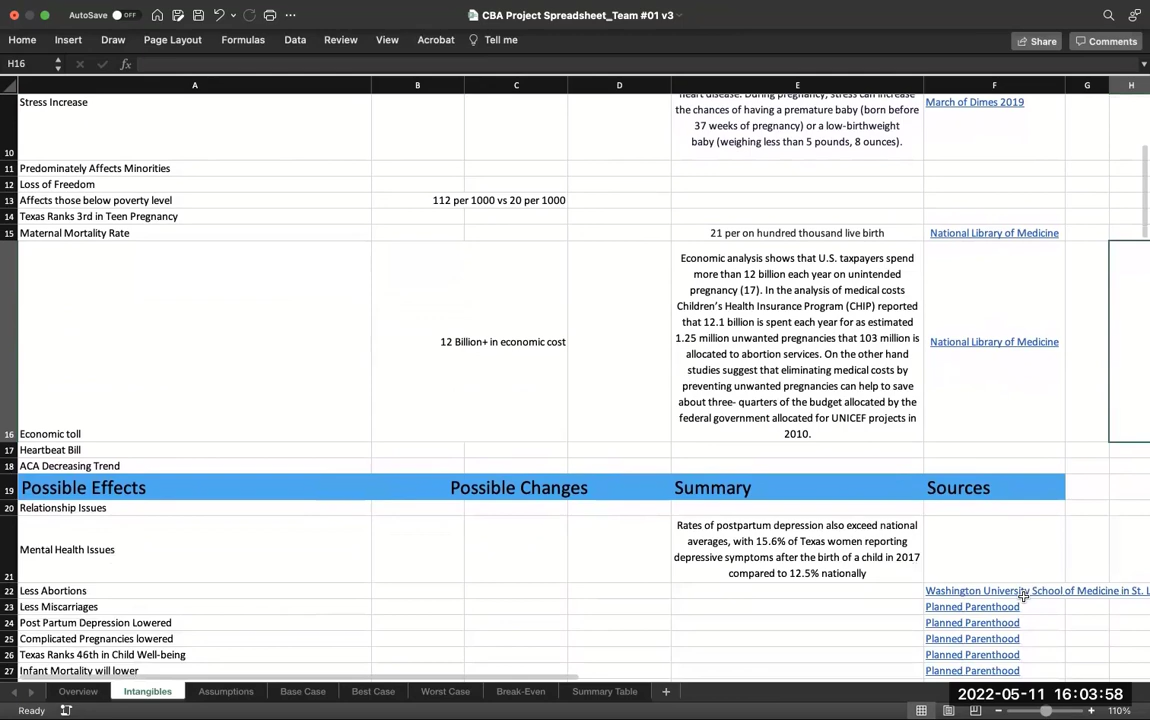 AutoSave OFF
CBA Project Spreadsheet_Team #01 v3
Home Insert Draw Page Layout Formulas Data Review View Acrobat Tell me
Share Comments
H16 fx
A B C D E F G H
10 Stress Increase
heart disease. During pregnancy, stress can increase
the chances of having a premature baby (born before
37 weeks of pregnancy) or a low-birthweight
baby (weighing less than 5 pounds, 8 ounces).
March of Dimes 2019
11 Predominately Affects Minorities
12 Loss of Freedom
13 Affects those below poverty level 112 per 1000 vs 20 per 1000
14 Texas Ranks 3rd in Teen Pregnancy
15 Maternal Mortality Rate 21 per on hundred thousand live birth National Library of Medicine
16 Economic toll
12 Billion+ in economic cost
Economic analysis shows that U.S. taxpayers spend
more than 12 billion each year on unintended
pregnancy (17). In the analysis of medical costs
Children's Health Insurance Program (CHIP) reported
that 12.1 billion is spent each year for as estimated
1.25 million unwanted pregnancies that 103 million is
allocated to abortion services. On the other hand
studies suggest that eliminating medical costs by
preventing unwanted pregnancies can help to save
about three- quarters of the budget allocated by the
federal government allocated for UNICEF projects in
2010.
National Library of Medicine
17 Heartbeat Bill
18 ACA Decreasing Trend
19 Possible Effects Possible Changes Summary Sources
20 Relationship Issues
21 Mental Health Issues
Rates of postpartum depression also exceed national
averages, with 15.6% of Texas women reporting
depressive symptoms after the birth of a child in 2017
compared to 12.5% nationally
22 Less Abortions Washington University School of Medicine in St. L
23 Less Miscarriages Planned Parenthood
24 Post Partum Depression Lowered Planned Parenthood
25 Complicated Pregnancies lowered Planned Parenthood
26 Texas Ranks 46th in Child Well-being Planned Parenthood
27 Infant Mortality will lower Planned Parenthood
Overview Intangibles Assumptions Base Case Best Case Worst Case Break-Even Summary Table
2022-05-11 16:03:58
Ready 110%